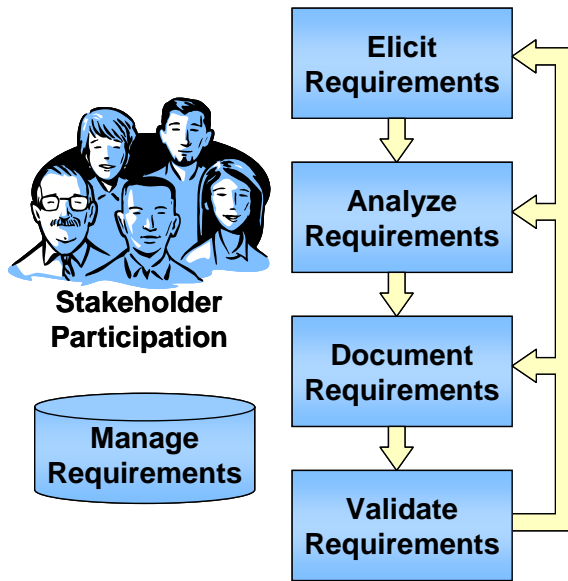 Elicit
Requirements
Analyze
Requirements
Stakeholder
Participation
Document
Requirements
Manage
Requirements
Validate
Requirements